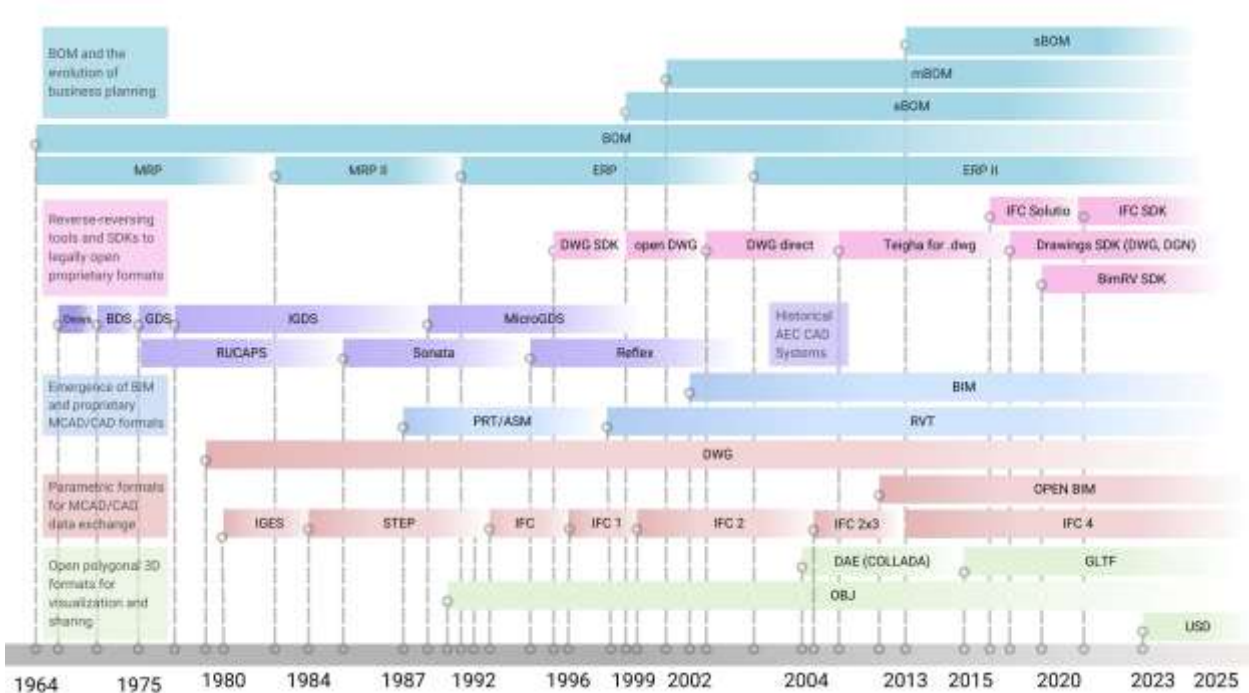 sBOM
BOM and the
evolution of
business planning
mBOM
eBOM
BOM
MRP
MRP II
ERP
ERP II
Reverse-reversing
tools and SDKs to
legally open
proprietary formats
IFC Solutio
IFC SDK
DWG SDK
open DWG
DWG direct
Teigha for .dwg
Drawings SDK (DWG, DGN)
BimRV SDK
BDS
GDS
IGDS
MicroGDS
Historical
AEC CAD
Systems
RUCAPS
Sonata
Reflex
Emergence of BIM
and proprietary
MCAD/CAD formats
BIM
PRT/ASM
RVT
DWG
Parametric formats
for MCAD/CAD
data exchange
OPEN BIM
IGES
STEP
IFC
IFC 1
IFC 2
IFC 2x3
IFC 4
Open polygonal 3D
formats for
visualization and
sharing
DAE (COLLADA)
GLTF
OBJ
USD
1964 1975 1980 1984 1987 1992 1996 1999 2002 2004 2013 2015 2020 2023 2025